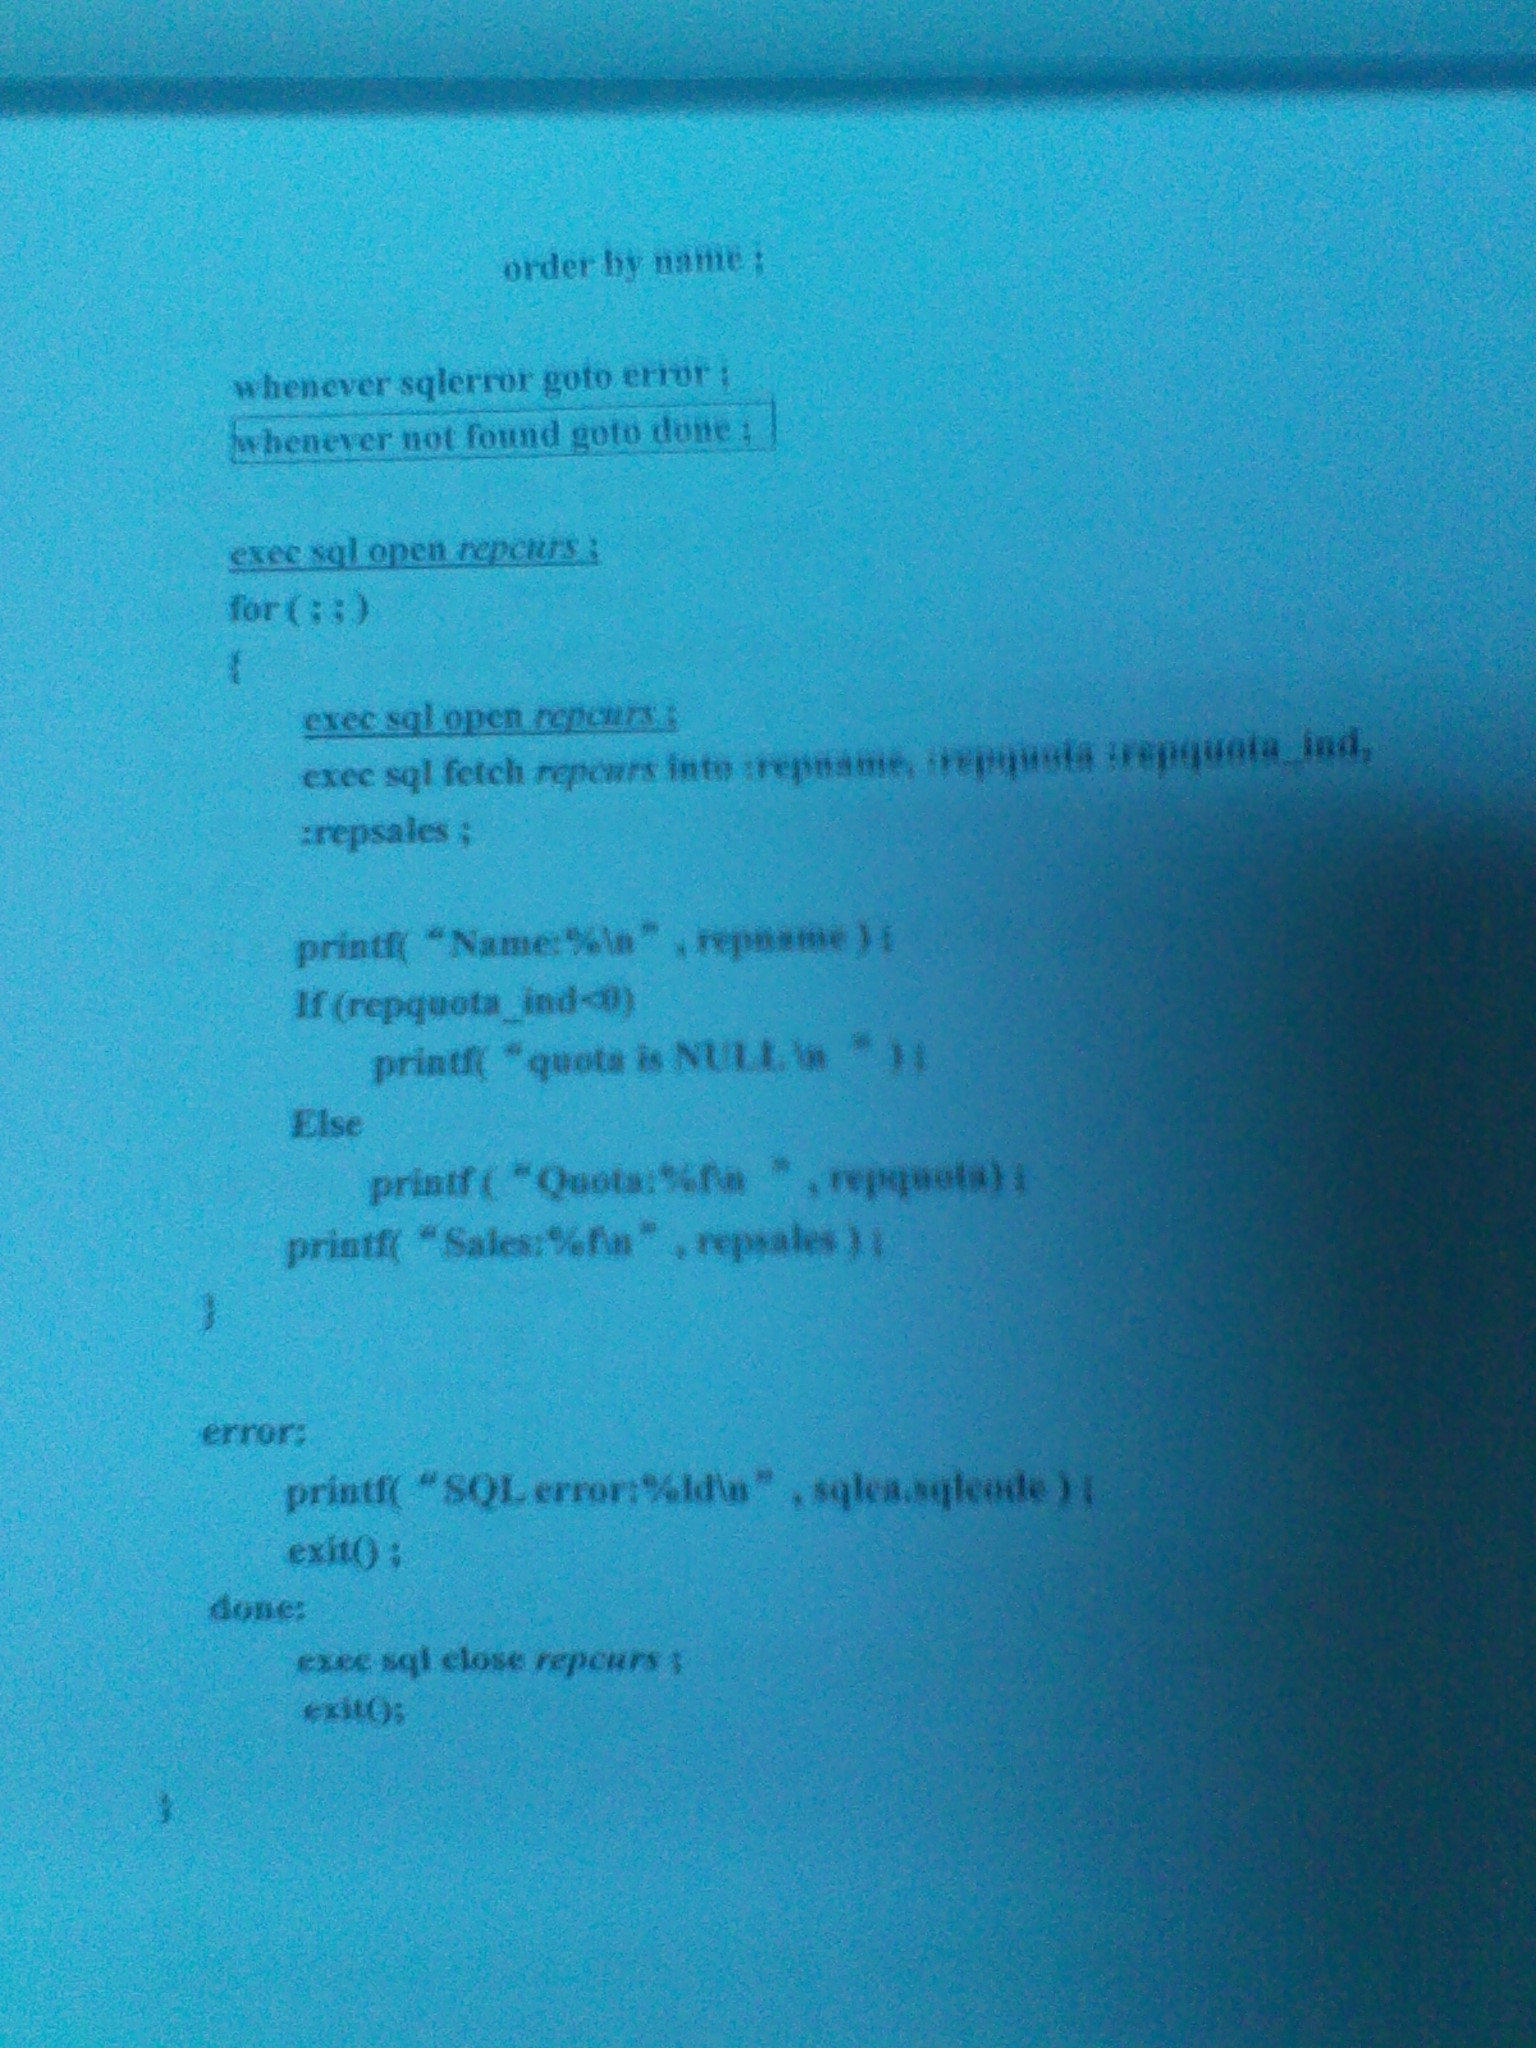 order by name ;
whenever sqlerror goto error ;
whenever not found goto done ;
exec sql open repcurs ;
for ( ; ; )
{
exec sql open repcurs ;
exec sql fetch repcurs into :repname, :repquota :repquota_ind,
:repsales ;
printf( “Name:%\n” , repname ) ;
If (repquota_ind<0)
printf( “quota is NULL \n ” ) ;
Else
printf ( “Quota:%f\n ” , repquota) ;
printf( “Sales:%f\n” , repsales ) ;
}
error:
printf( “SQL error:%ld\n” , sqlca.sqlcode ) ;
exit() ;
done:
exec sql close repcurs ;
exit();
}